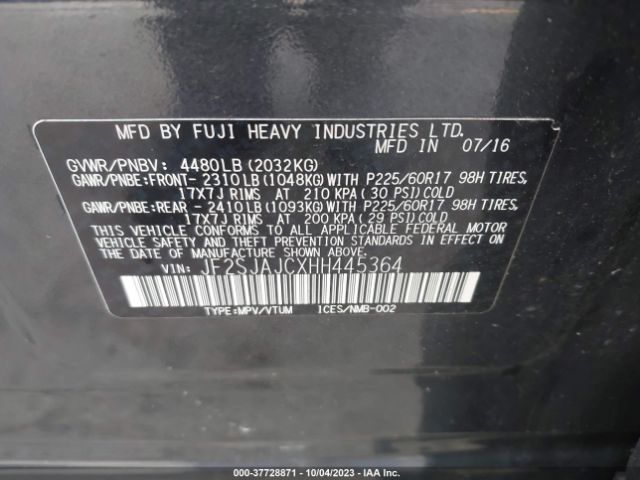 MFD BY FUJI HEAVY INDUSTRIES LTD.
MFD IN 07/16
GVWR/PNBV: 4480LB (2032KG)
GAWR/PNBE:FRONT- 2310LB (1048KG) WITH P225/60R17 98H TIRES,
17X7J RIMS AT 210 KPA (30 PSI) COLD
GAWR/PNBE:REAR - 2410LB (1093KG) WITH P225/60R17 98H TIRES,
17X7J RIMS AT 200 KPA (29 PSI) COLD
THIS VEHICLE CONFORMS TO ALL APPLICABLE FEDERAL MOTOR
VEHICLE SAFETY AND THEFT PREVENTION STANDARDS IN EFFECT ON
THE DATE OF MANUFACTURE SHOWN ABOVE.
VIN: JF2SJAJCXHH445364
TYPE:MPV/VTUM ICES/NMB-002
000-37728871 - 10/04/2023 - IAA Inc.